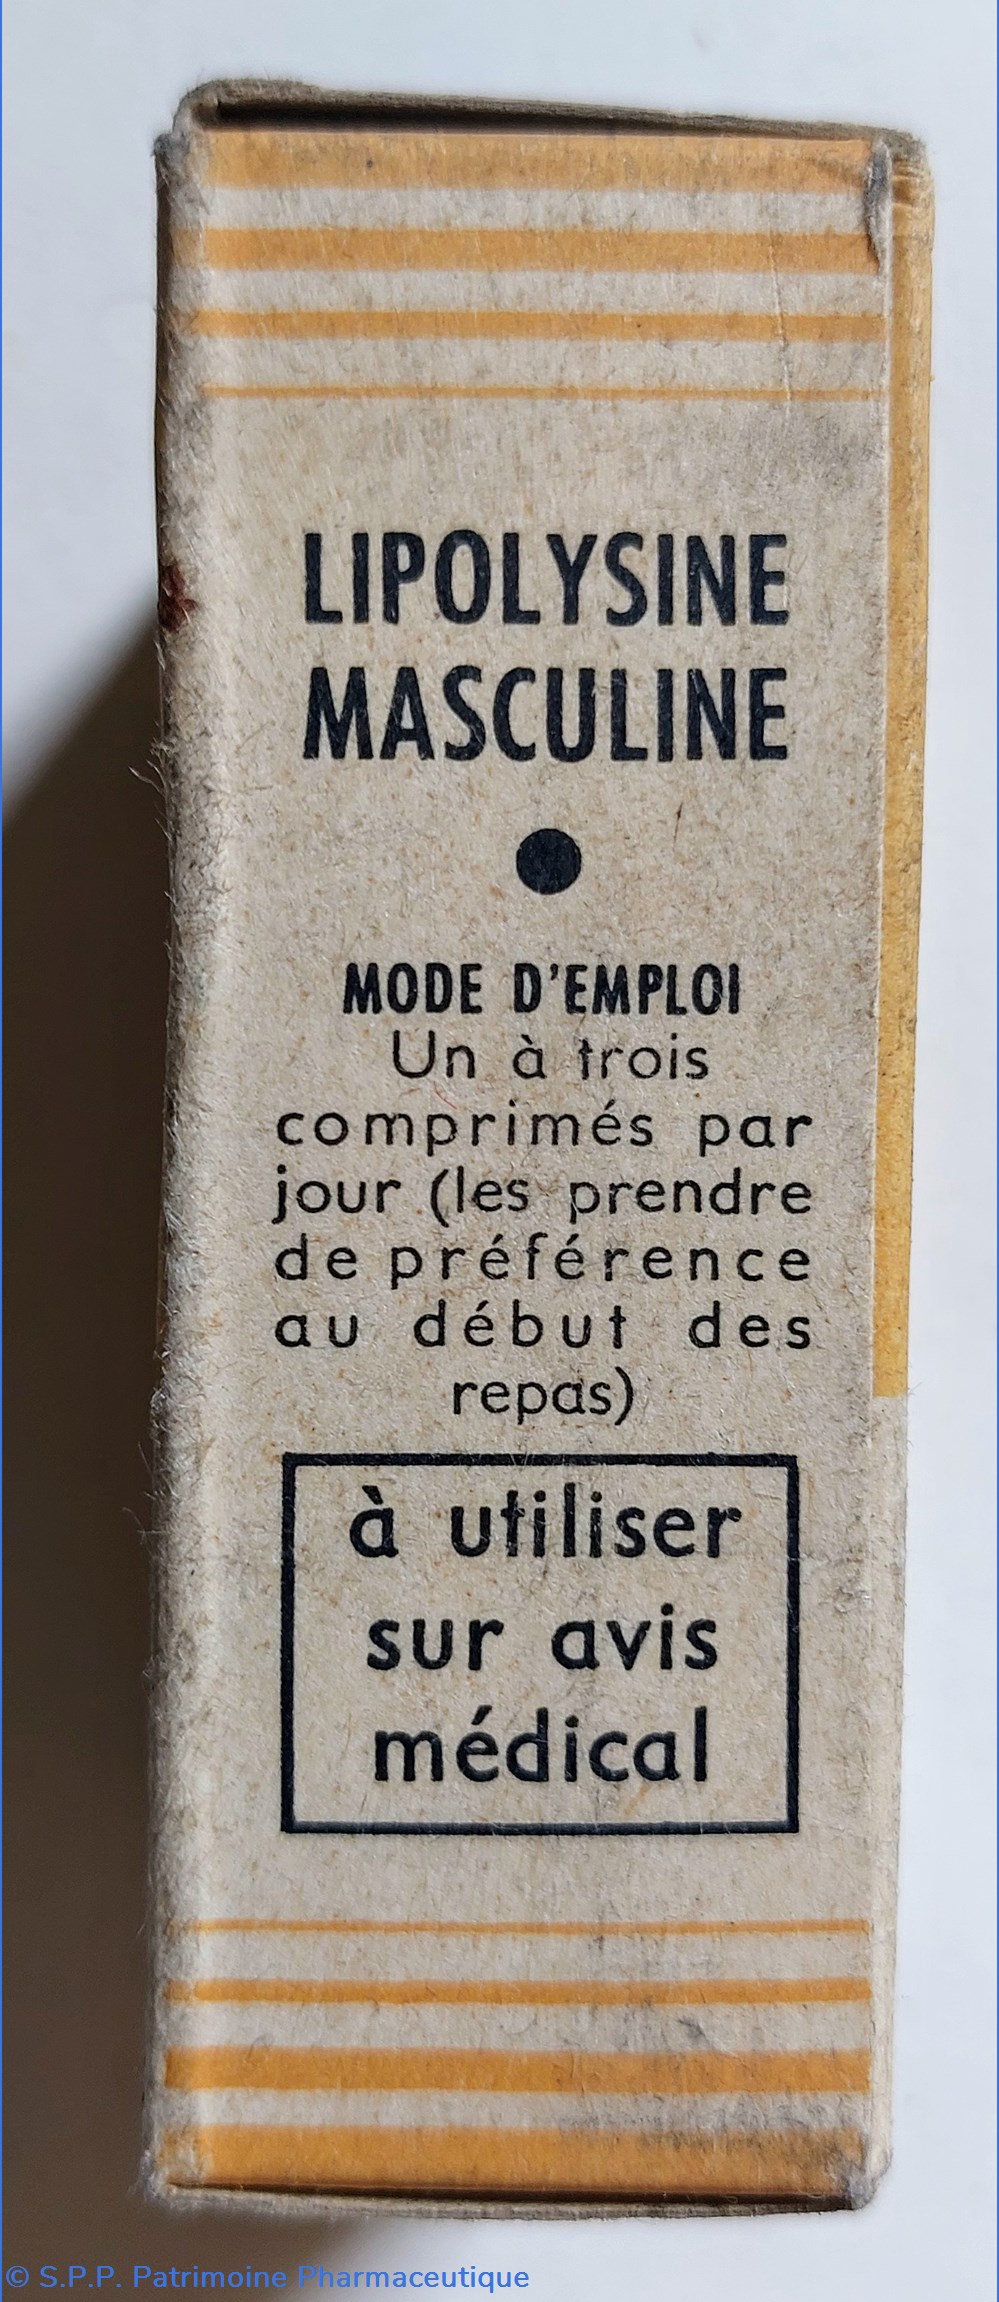 LIPOLYSINE
MASCULINE
MODE D'EMPLOI
Un à trois
comprimés par
jour (les prendre
de préférence
au début des
repas)
à utiliser
sur avis
médical
© S.P.P. Patrimoine Pharmaceutique